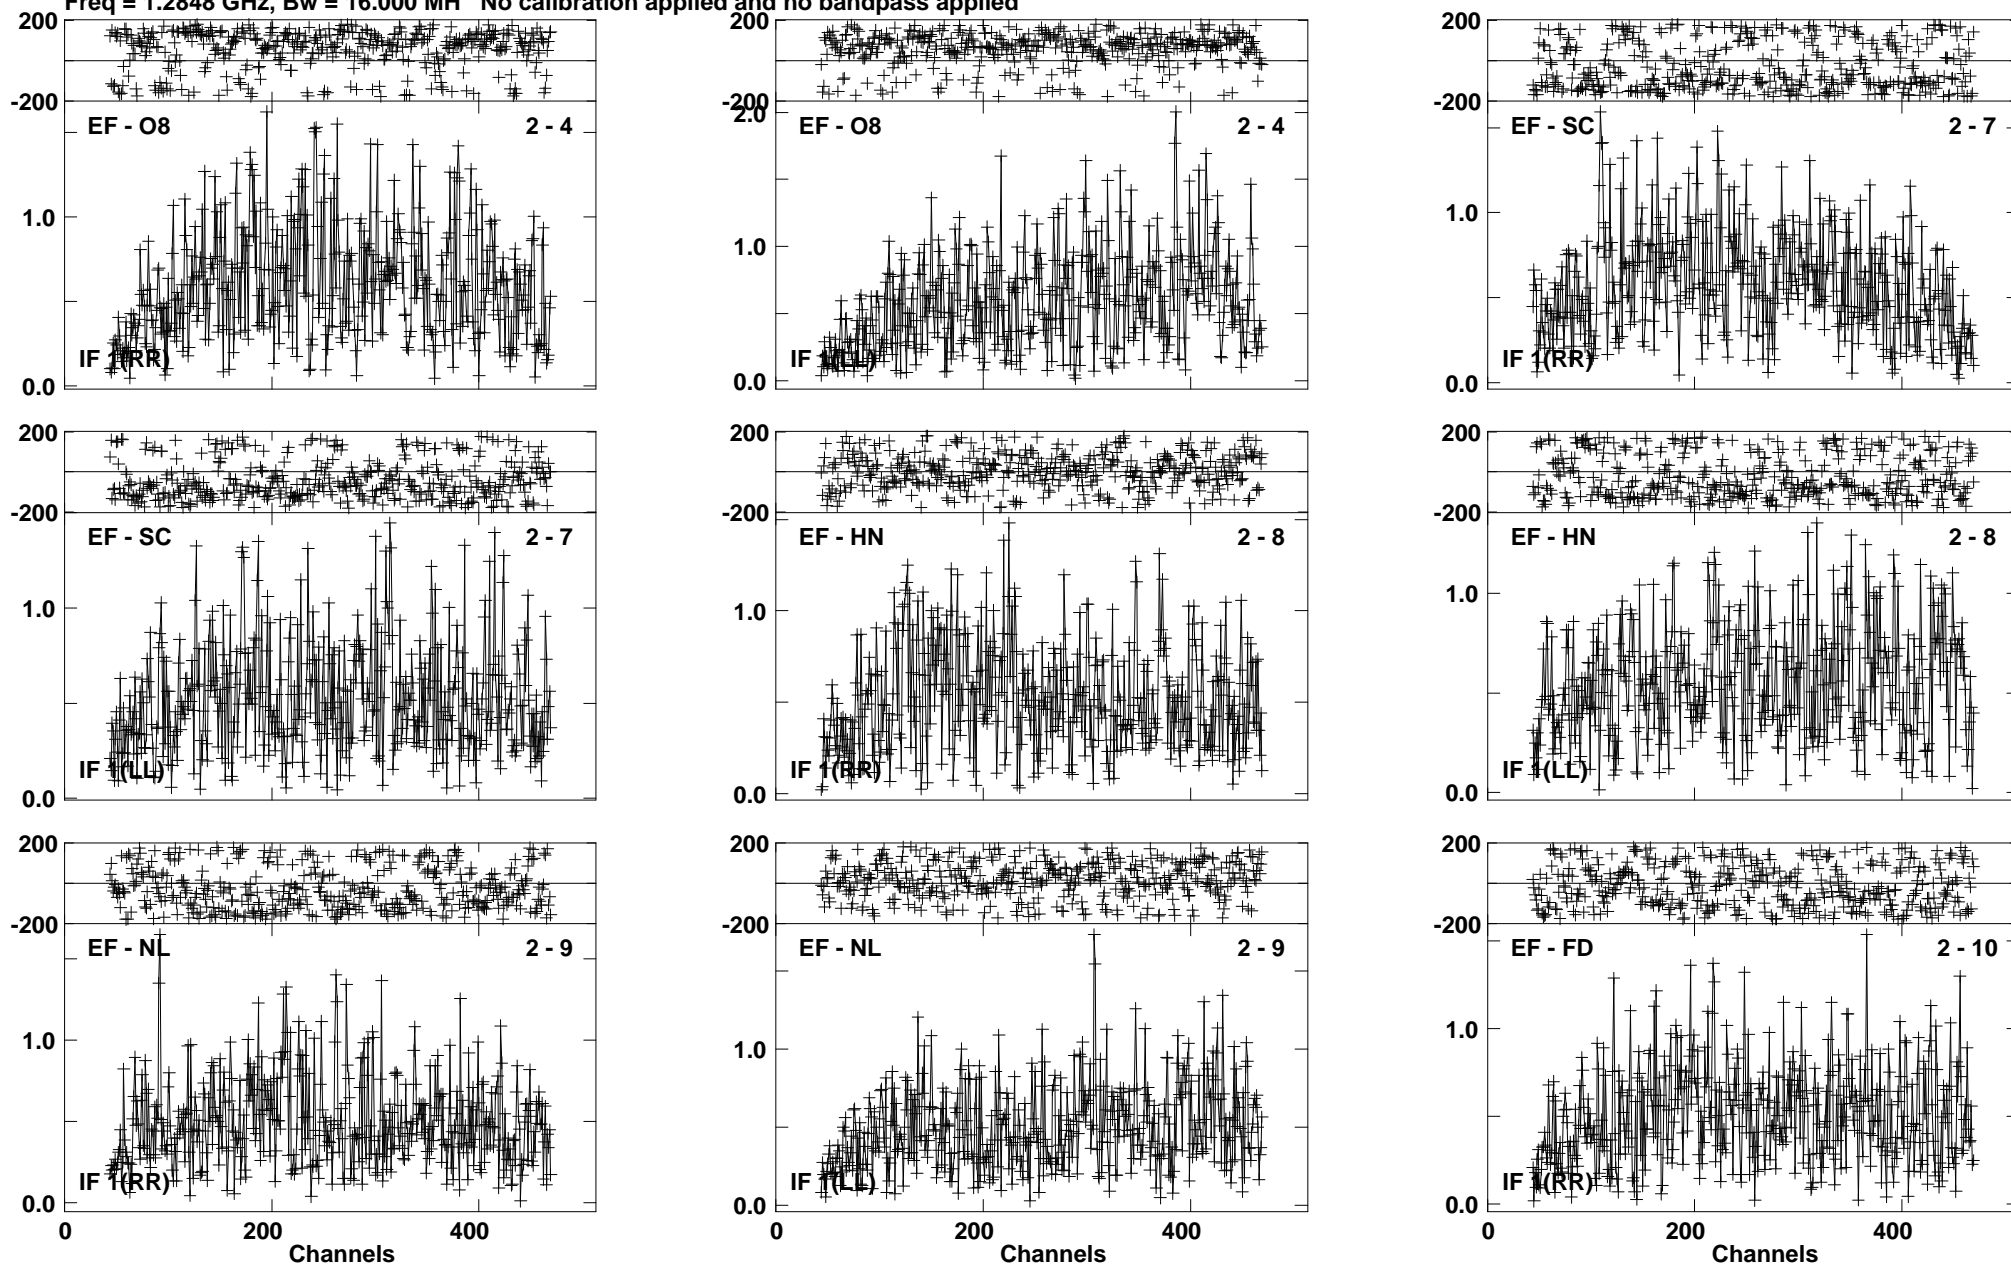 Freq = 1.2848 GHz, Bw = 16.000 MH No calibration applied and no bandpass applied
200 200 200
-200 -200 -200
EF - O8 2 - 4 2.0 EF - O8 2 - 4 EF - SC 2 - 7
1.0 1.0 1.0
IF 1(RR) IF 1(LL) IF 1(RR)
0.0 0.0 0.0
200 200 200
-200 -200 -200
EF - SC 2 - 7 EF - HN 2 - 8 EF - HN 2 - 8
1.0 1.0 1.0
IF 1(LL) IF 1(RR) IF 1(LL)
0.0 0.0 0.0
200 200 200
-200 -200 -200
EF - NL 2 - 9 EF - NL 2 - 9 EF - FD 2 - 10
1.0 1.0 1.0
IF 1(RR) IF 1(LL) IF 1(RR)
0.0 0.0 0.0
0 200 400 0 200 400 0 200 400
Channels Channels Channels